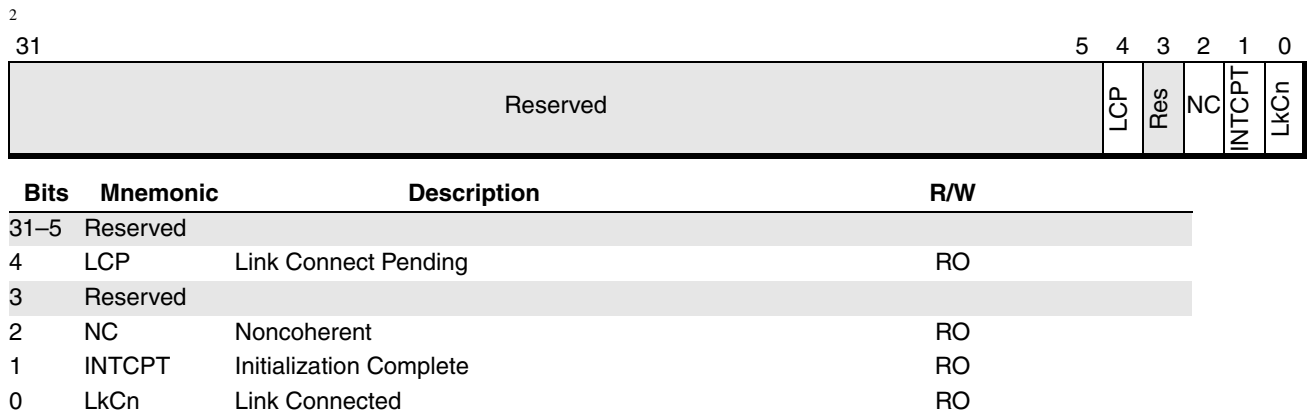 2
31 5 4 3 2 1 0
Reserved LCP Res NC INTCPT LkCn
Bits Mnemonic Description R/W
31–5 Reserved
4 LCP Link Connect Pending RO
3 Reserved
2 NC Noncoherent RO
1 INTCPT Initialization Complete RO
0 LkCn Link Connected RO